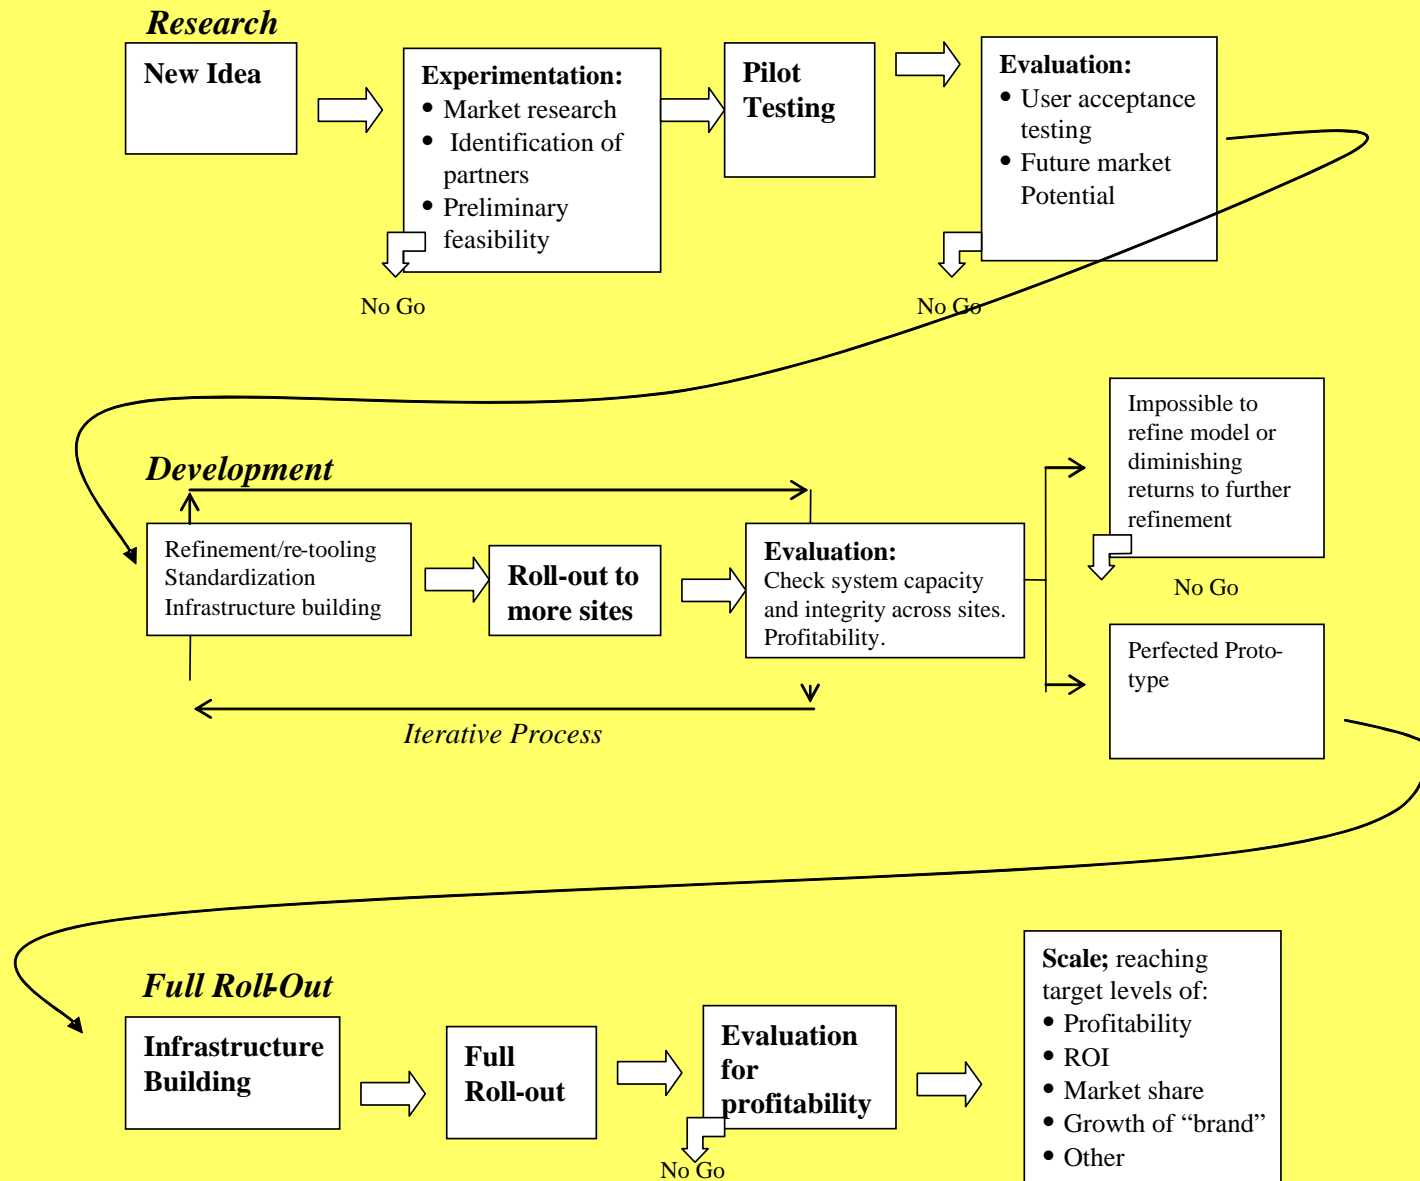 Research
New Idea
Experimentation:
• Market research
• Identification of
partners
• Preliminary
feasibility
No Go
Pilot
Testing
Evaluation:
• User acceptance
testing
• Future market
Potential
No Go
Development
Refinement/re-tooling
Standardization
Infrastructure building
Roll-out to
more sites
Evaluation:
Check system capacity
and integrity across sites.
Profitability.
Iterative Process
Impossible to
refine model or
diminishing
returns to further
refinement
No Go
Perfected Proto-
type
Full Roll-Out
Infrastructure
Building
Full
Roll-out
Evaluation
for
profitability
No Go
Scale; reaching
target levels of:
• Profitability
• ROI
• Market share
• Growth of “brand”
• Other